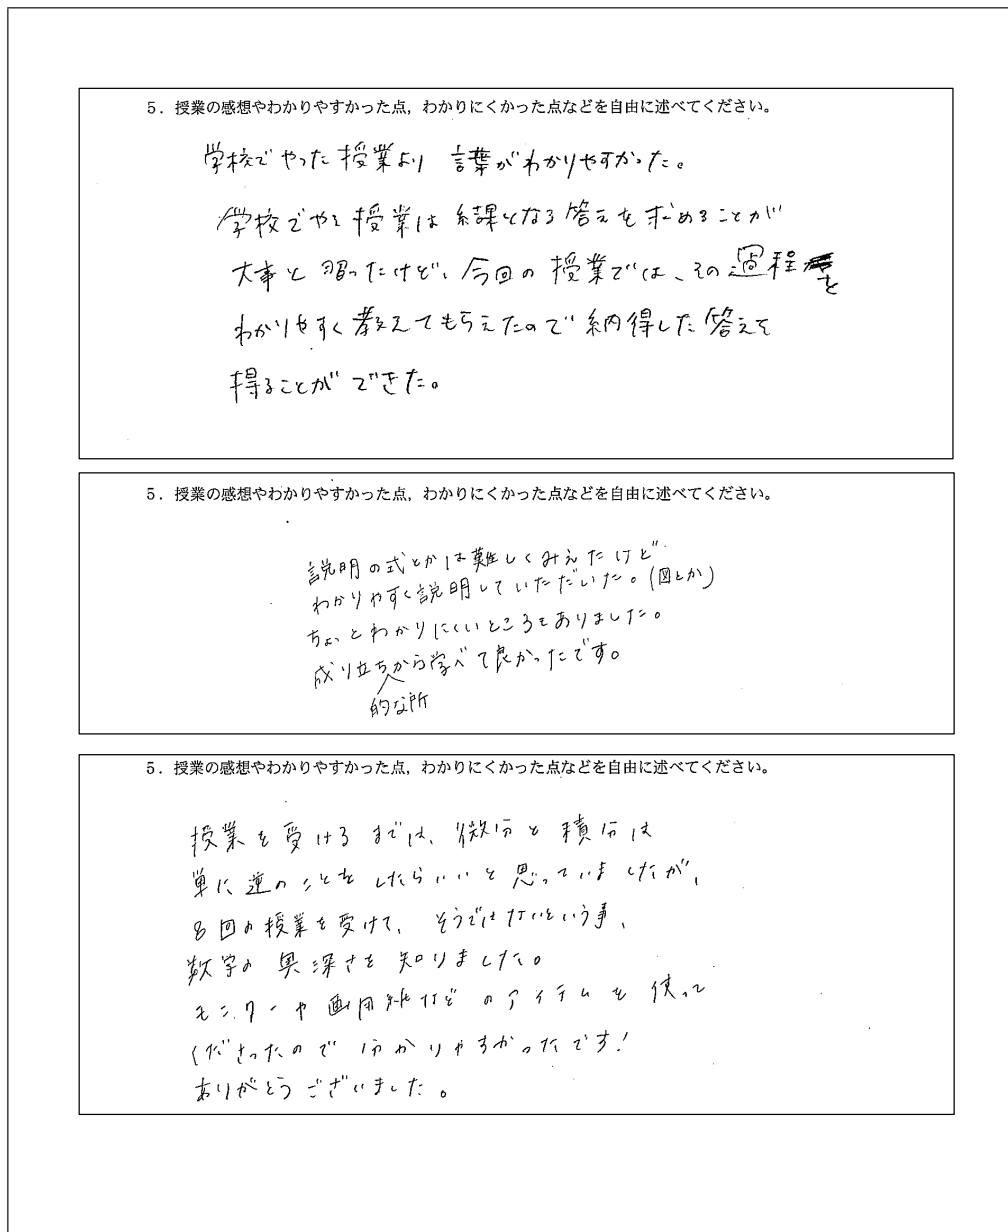 5．授業の感想やわかりやすかった点，わかりにくかった点などを自由に述べてください。
学校でやった授業より 言葉がわかりやすかった。
学校でやる授業は結課となる答えを求めることが
大事と習ったけど、今回の授業では、その過程を
わかりやすく教えてもらえたので納得した答えを
得ることができた。
5．授業の感想やわかりやすかった点，わかりにくかった点などを自由に述べてください。
説明の式とかは難しくみえたけど
わかりやすく説明していただいた。(図とか)
ちょっとわかりにくいところもありました。
成り立ちから学べて良かったです。
的な所
5．授業の感想やわかりやすかった点，わかりにくかった点などを自由に述べてください。
授業を受けるまでは、微分と積分は
単に逆のことをしたらいいと思っていましたが、
8回の授業を受けて、そうではないという事、
数学の奥深さを知りました。
モニターや画用紙などのアイテムを使って
くださったので分かりやすかったです!
ありがとうございました。